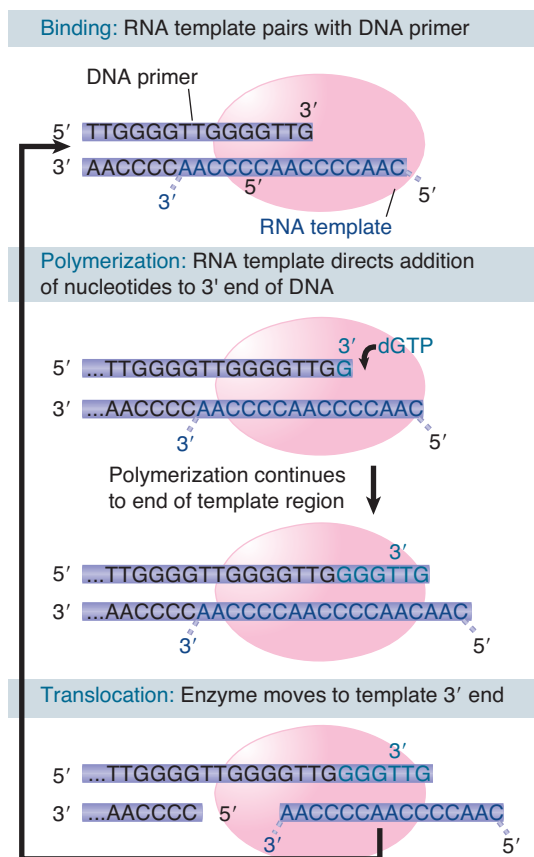 Binding: RNA template pairs with DNA primer
DNA primer
3′
5′ TTGGGGTTGGGGTTG
3′ AACCCCAACCCCAACCCCAAC
3′ 5′ 5′
RNA template
Polymerization: RNA template directs addition
of nucleotides to 3' end of DNA
3′ dGTP
5′ ...TTGGGGTTGGGGTTGG
3′ ...AACCCCAACCCCAACCCCAAC
3′ 5′
Polymerization continues
to end of template region
3′
5′ ...TTGGGGTTGGGGTTGGGGTTG
3′ ...AACCCCAACCCCAACCCCAACAAC
3′ 5′
Translocation: Enzyme moves to template 3′ end
3′
5′ ...TTGGGGTTGGGGTTGGGGTTG
3′ ...AACCCC 5′ AACCCCAACCCCAAC
3′ 5′